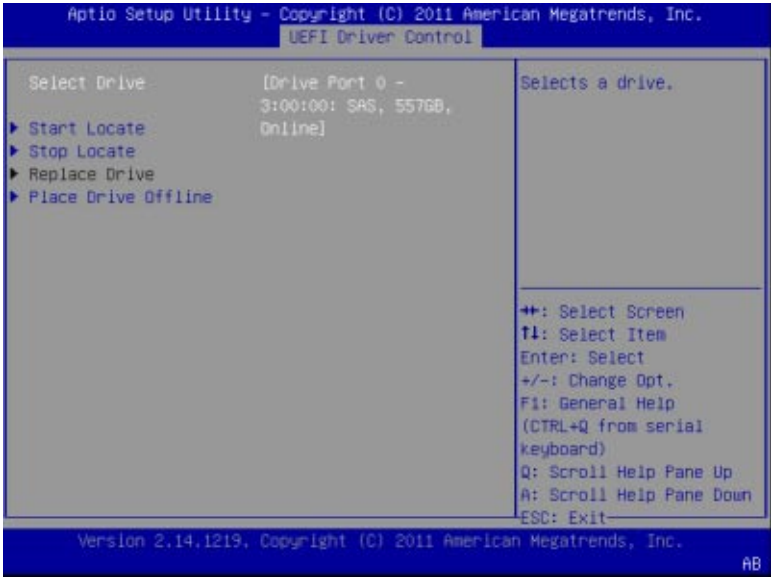 Aptio Setup Utility – Copyright (C) 2011 American Megatrends, Inc.
UEFI Driver Control
Select Drive [Drive Port 0 -
3:00:00: SAS, 557GB,
Online]
Start Locate
Stop Locate
Replace Drive
Place Drive Offline
Selects a drive.
→←: Select Screen
↑↓: Select Item
Enter: Select
+/-: Change Opt.
F1: General Help
(CTRL+Q from serial
keyboard)
Q: Scroll Help Pane Up
A: Scroll Help Pane Down
ESC: Exit
Version 2.14.1219. Copyright (C) 2011 American Megatrends, Inc.
AB